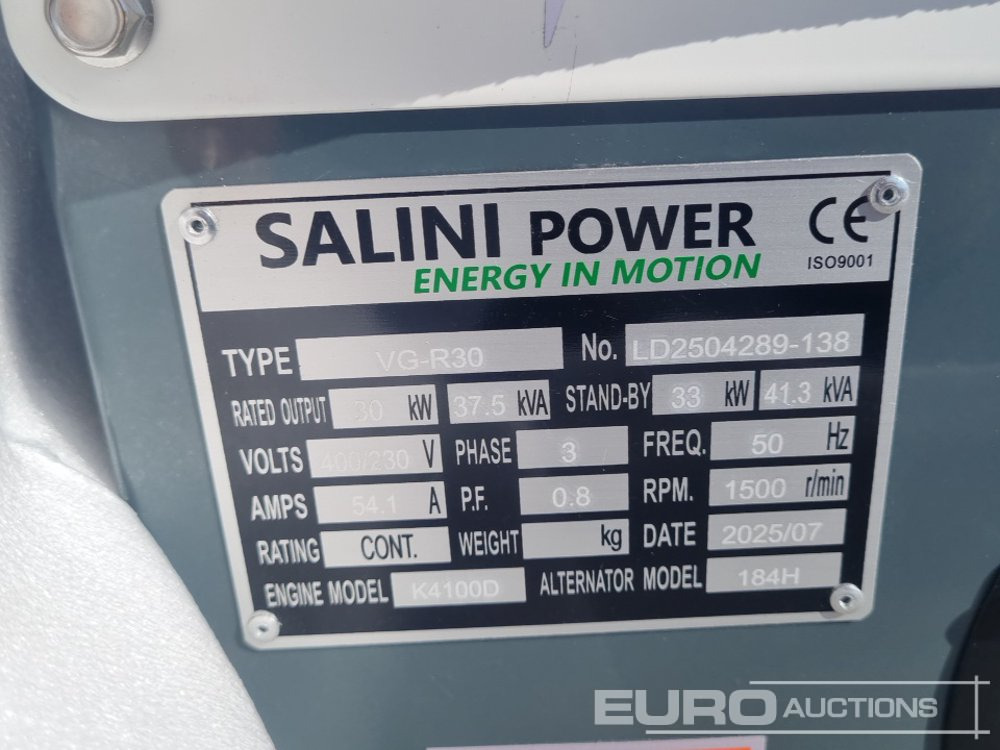 SALINI POWER
ENERGY IN MOTION
CE
ISO9001
TYPE VG-R30 No. LD2504289-138
RATED OUTPUT 30 kW 37.5 kVA STAND-BY 33 kW 41.3 kVA
VOLTS 400/230 V PHASE 3 FREQ. 50 Hz
AMPS 54.1 A P.F. 0.8 RPM. 1500 r/min
RATING CONT. WEIGHT kg DATE 2025/07
ENGINE MODEL K4100D ALTERNATOR MODEL 184H
EURO AUCTIONS